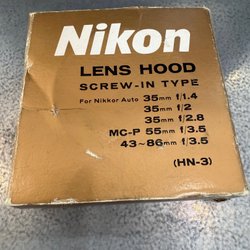 Nikon
LENS HOOD
SCREW-IN TYPE
For Nikkor Auto 35mm f/1.4
35mm f/2
35mm f/2.8
MC-P 55mm f/3.5
43~86mm f/3.5
(HN-3)